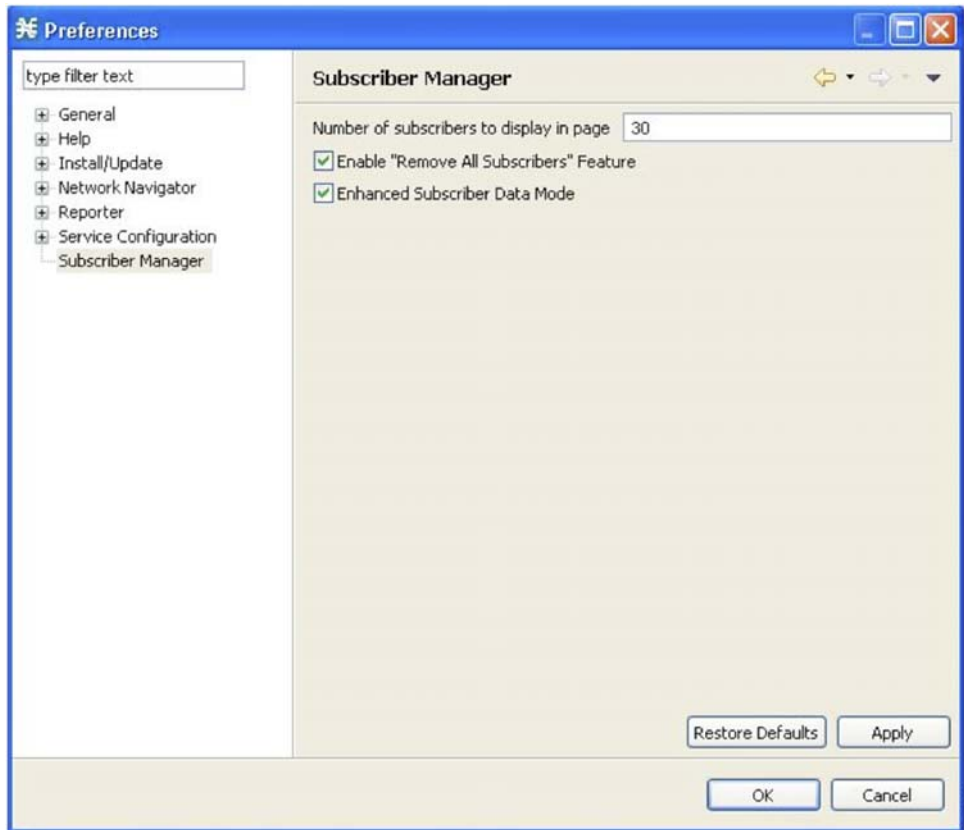 Preferences
type filter text
General
Help
Install/Update
Network Navigator
Reporter
Service Configuration
Subscriber Manager
Subscriber Manager
Number of subscribers to display in page 30
Enable "Remove All Subscribers" Feature
Enhanced Subscriber Data Mode
Restore Defaults Apply
OK Cancel